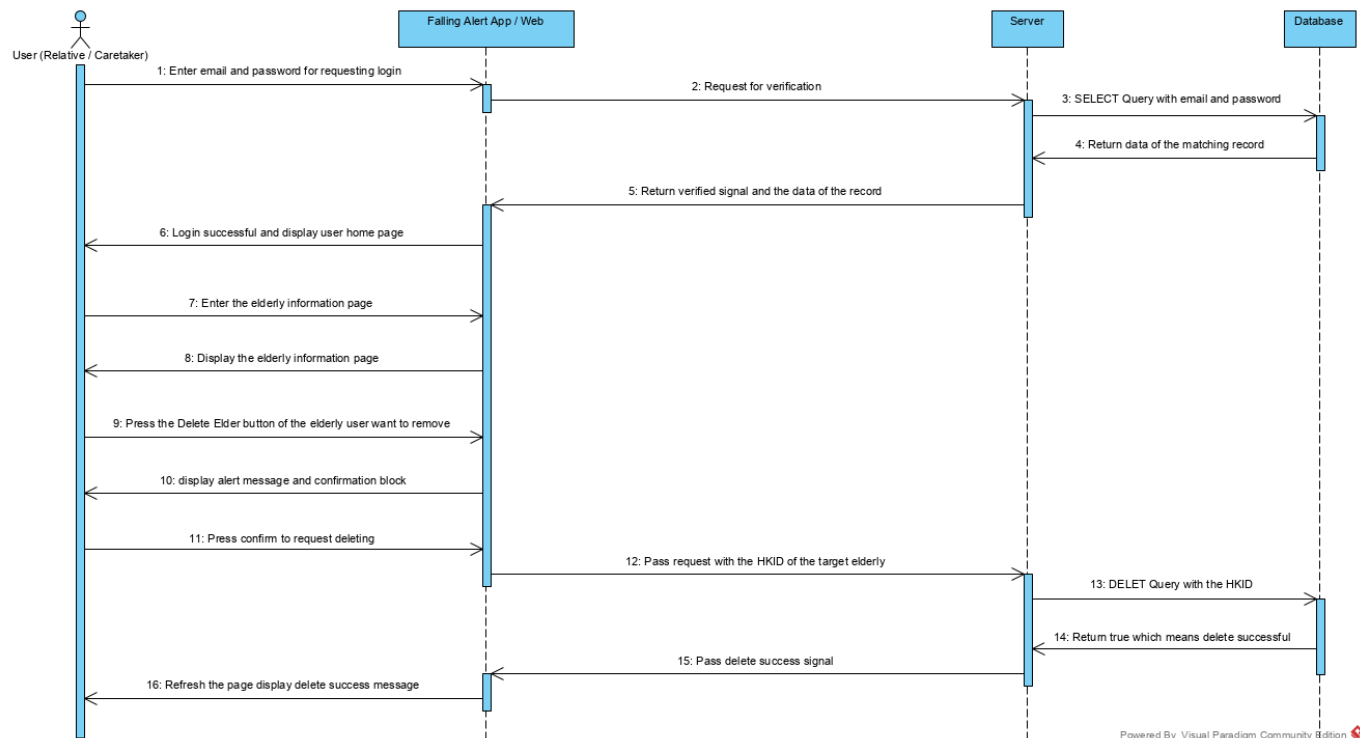 Falling Alert App / Web
Server
Database
User (Relative / Caretaker)
1: Enter email and password for requesting login
2: Request for verification
3: SELECT Query with email and password
4: Return data of the matching record
5: Return verified signal and the data of the record
6: Login successful and display user home page
7: Enter the elderly information page
8: Display the elderly information page
9: Press the Delete Elder button of the elderly user want to remove
10: display alert message and confirmation block
11: Press confirm to request deleting
12: Pass request with the HKID of the target elderly
13: DELET Query with the HKID
14: Return true which means delete successful
15: Pass delete success signal
16: Refresh the page display delete success message
Powered By Visual Paradigm Community Edition